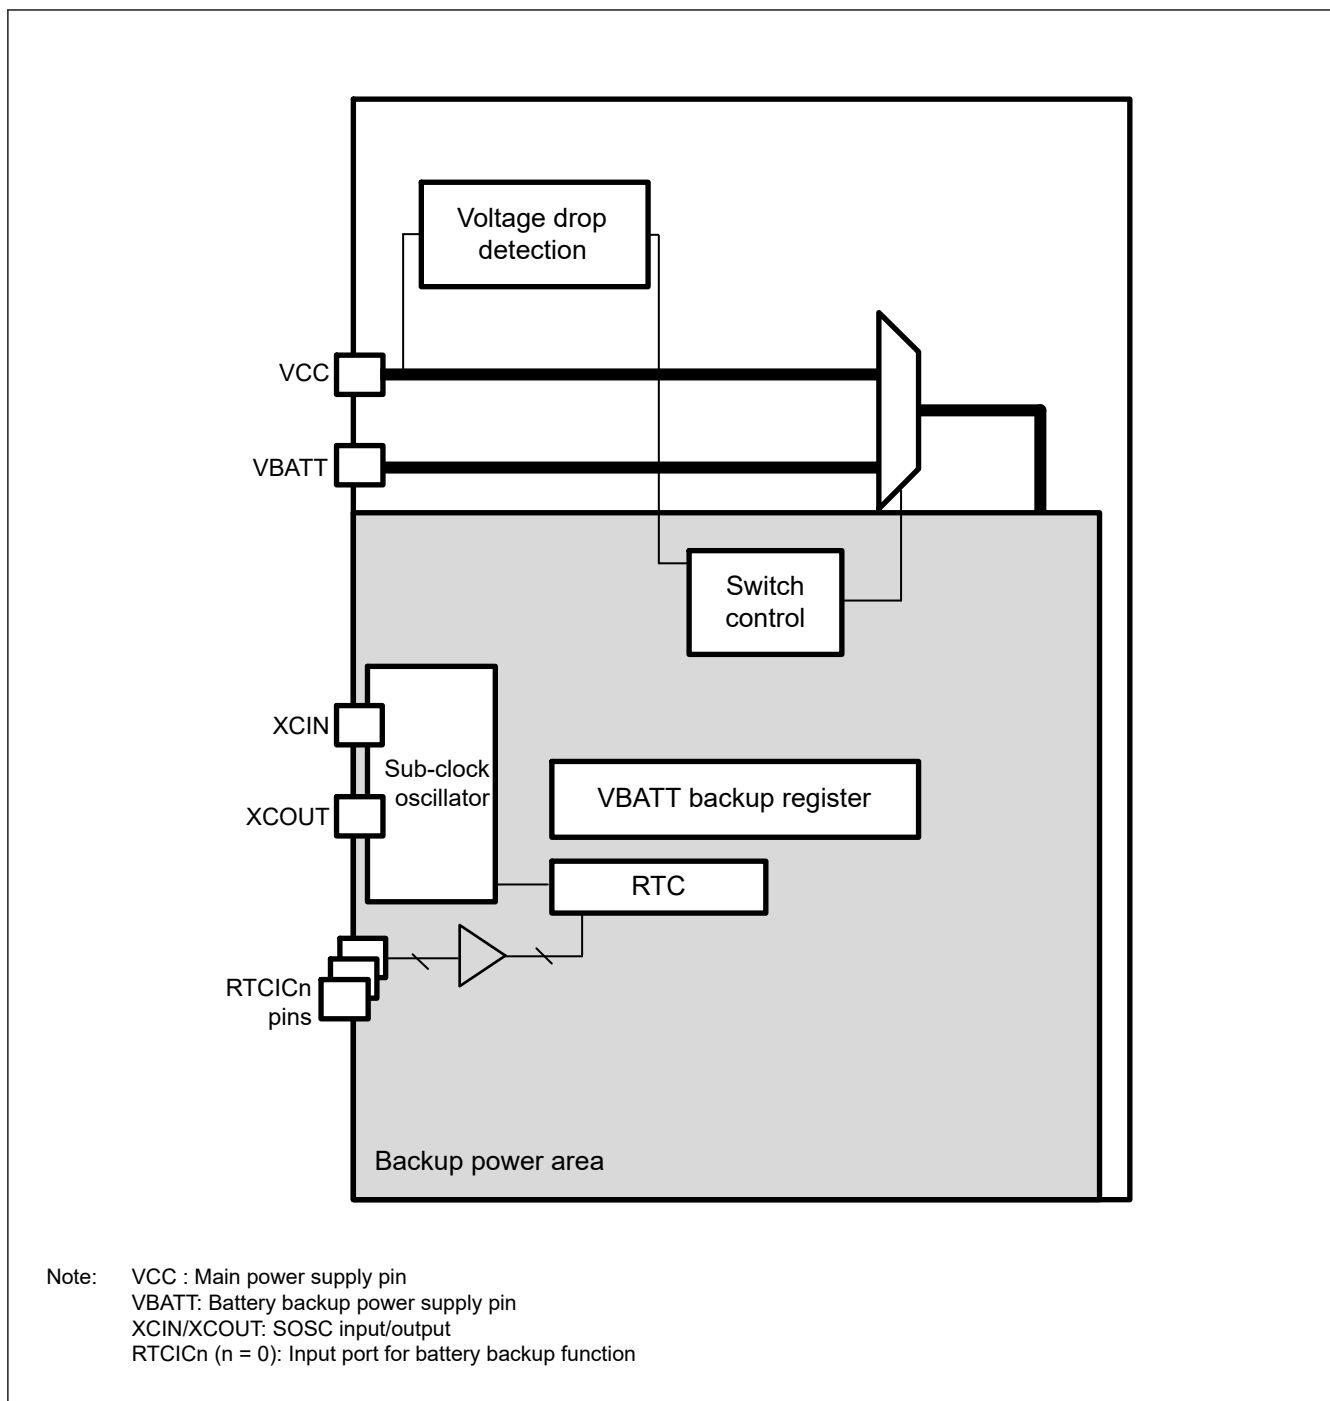 Voltage drop
detection
VCC
VBATT
Switch
control
XCIN
Sub-clock
oscillator
XCOUT
VBATT backup register
RTC
RTCICn
pins
Backup power area
Note: VCC : Main power supply pin
VBATT: Battery backup power supply pin
XCIN/XCOUT: SOSC input/output
RTCICn (n = 0): Input port for battery backup function